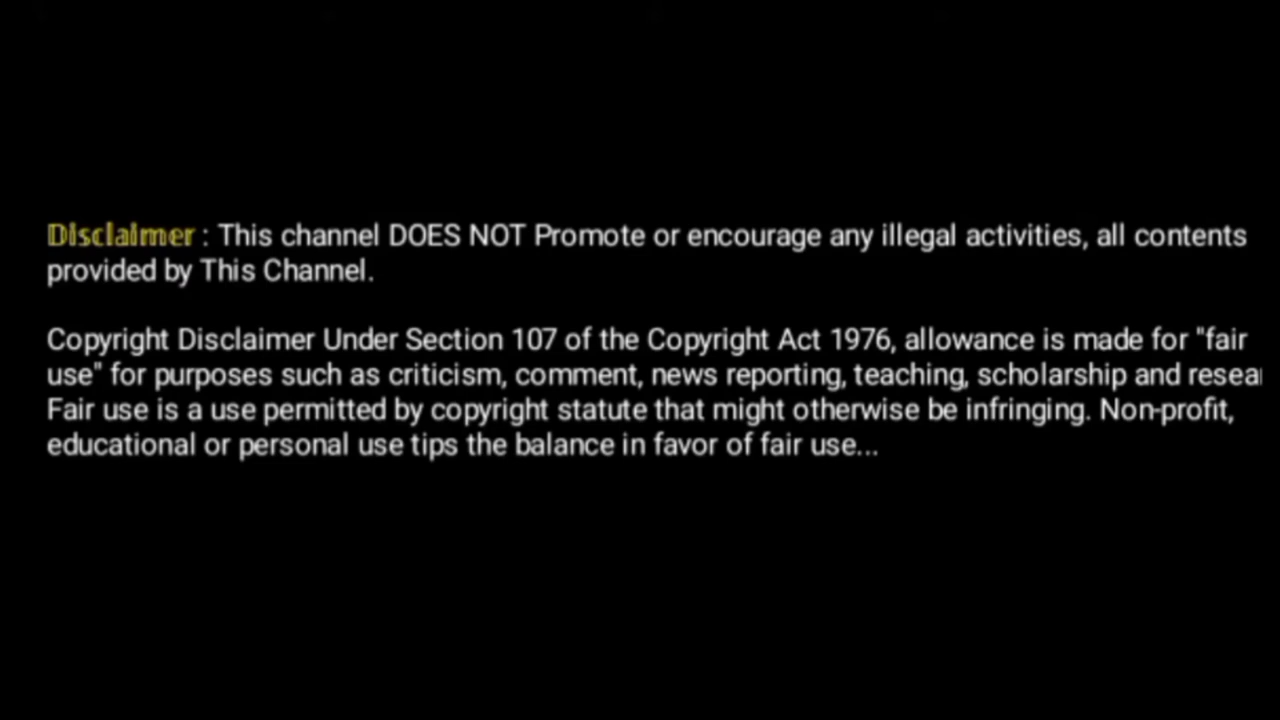 Disclaimer : This channel DOES NOT Promote or encourage any illegal activities, all contents
provided by This Channel.
Copyright Disclaimer Under Section 107 of the Copyright Act 1976, allowance is made for "fair
use" for purposes such as criticism, comment, news reporting, teaching, scholarship and resea
Fair use is a use permitted by copyright statute that might otherwise be infringing. Non-profit,
educational or personal use tips the balance in favor of fair use...